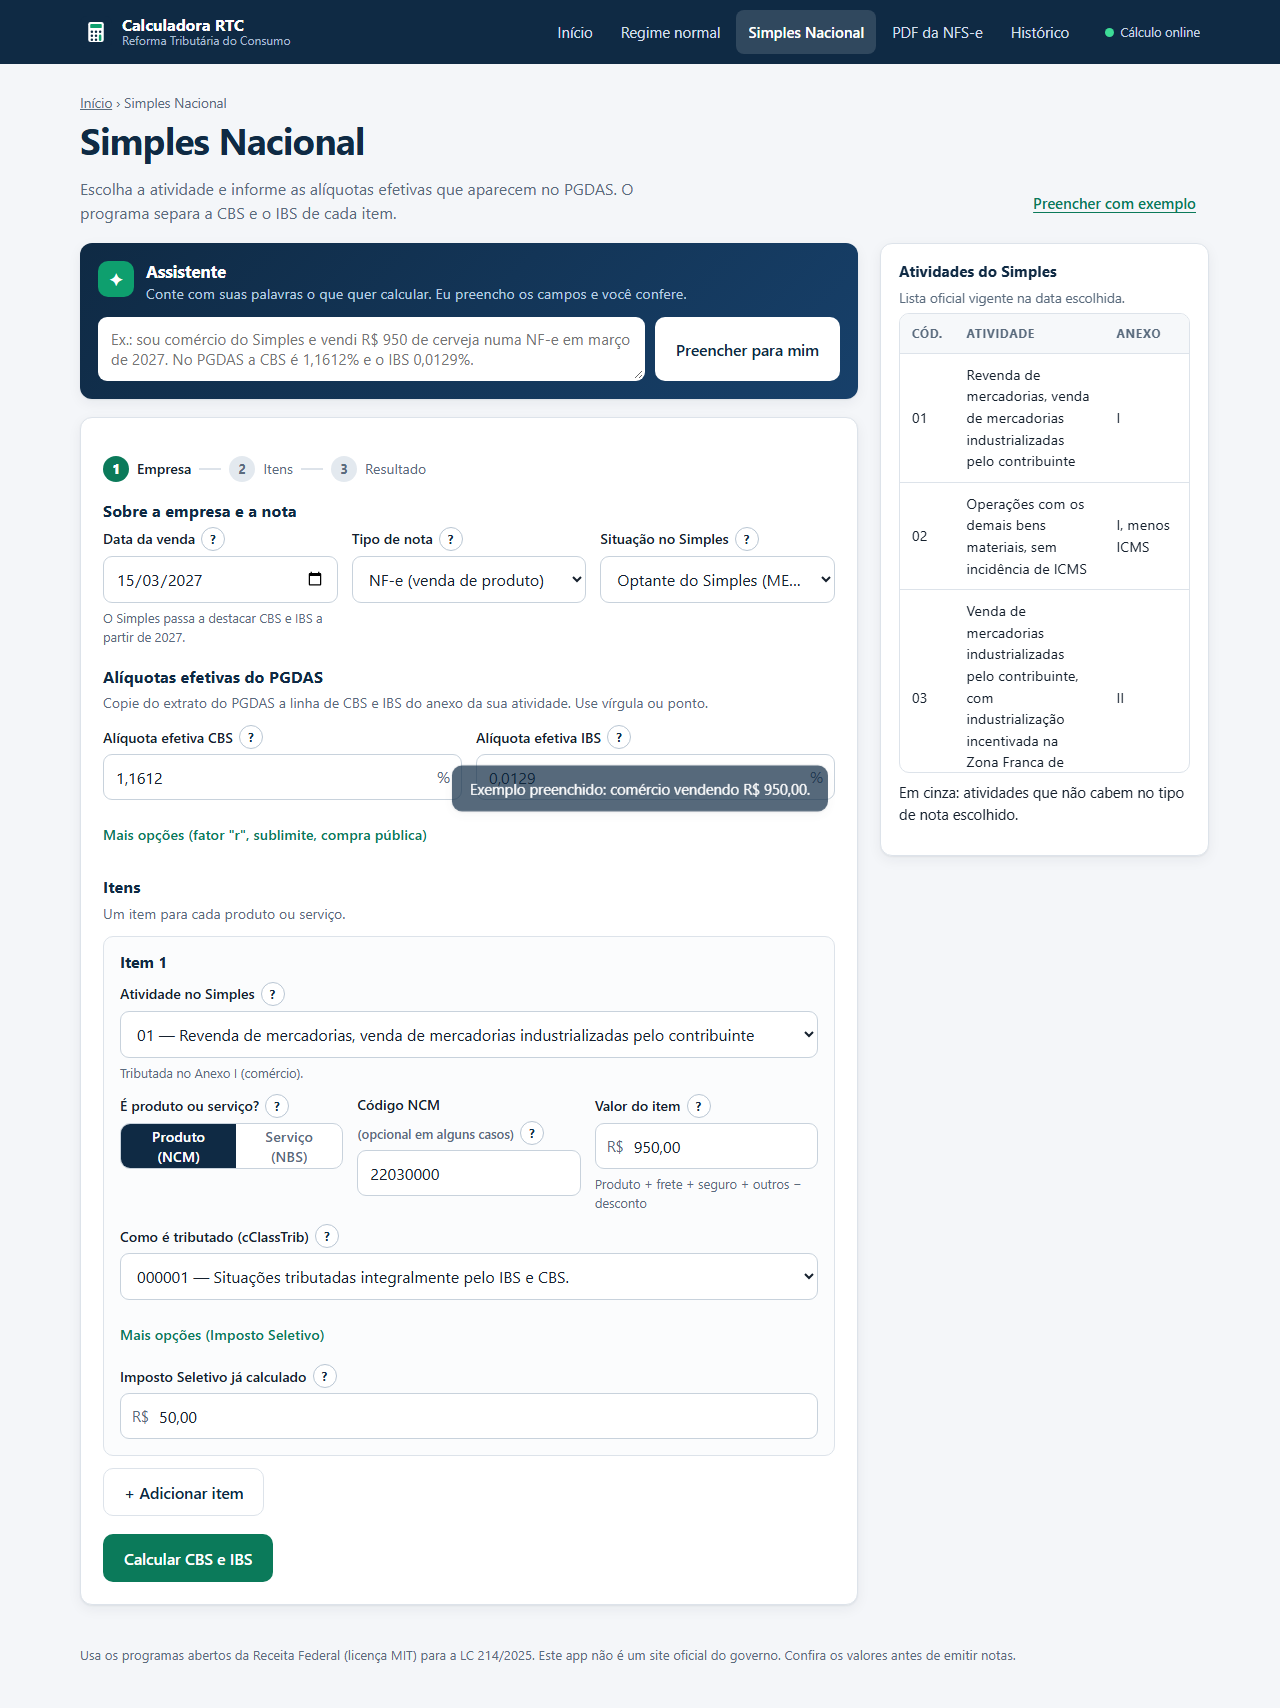 Calculadora RTC
Reforma Tributária do Consumo
Início
Regime normal
Simples Nacional
PDF da NFS-e
Histórico
Cálculo online
Início › Simples Nacional
Simples Nacional
Escolha a atividade e informe as alíquotas efetivas que aparecem no PGDAS. O
programa separa a CBS e o IBS de cada item.
Preencher com exemplo
Assistente
Conte com suas palavras o que quer calcular. Eu preencho os campos e você confere.
Ex.: sou comércio do Simples e vendi R$ 950 de cerveja numa NF-e em março
de 2027. No PGDAS a CBS é 1,1612% e o IBS 0,0129%.
Preencher para mim
1 Empresa
2 Itens
3 Resultado
Sobre a empresa e a nota
Data da venda ?
Tipo de nota ?
Situação no Simples ?
15/03/2027
NF-e (venda de produto)
Optante do Simples (ME...
O Simples passa a destacar CBS e IBS a
partir de 2027.
Alíquotas efetivas do PGDAS
Copie do extrato do PGDAS a linha de CBS e IBS do anexo da sua atividade. Use vírgula ou ponto.
Alíquota efetiva CBS ?
Alíquota efetiva IBS ?
1,1612 %
0,0129 %
Exemplo preenchido: comércio vendendo R$ 950,00.
Mais opções (fator "r", sublimite, compra pública)
Itens
Um item para cada produto ou serviço.
Item 1
Atividade no Simples ?
01 — Revenda de mercadorias, venda de mercadorias industrializadas pelo contribuinte
Tributada no Anexo I (comércio).
É produto ou serviço? ?
Produto
(NCM)
Serviço
(NBS)
Código NCM
(opcional em alguns casos) ?
22030000
Valor do item ?
R$ 950,00
Produto + frete + seguro + outros −
desconto
Como é tributado (cClassTrib) ?
000001 — Situações tributadas integralmente pelo IBS e CBS.
Mais opções (Imposto Seletivo)
Imposto Seletivo já calculado ?
R$ 50,00
+ Adicionar item
Calcular CBS e IBS
Atividades do Simples
Lista oficial vigente na data escolhida.
CÓD. ATIVIDADE ANEXO
01
Revenda de
mercadorias, venda
de mercadorias
industrializadas
pelo contribuinte
I
02
Operações com os
demais bens
materiais, sem
incidência de ICMS
I, menos
ICMS
03
Venda de
mercadorias
industrializadas
pelo contribuinte,
com
industrialização
incentivada na
Zona Franca de
II
Em cinza: atividades que não cabem no tipo
de nota escolhido.
Usa os programas abertos da Receita Federal (licença MIT) para a LC 214/2025. Este app não é um site oficial do governo. Confira os valores antes de emitir notas.